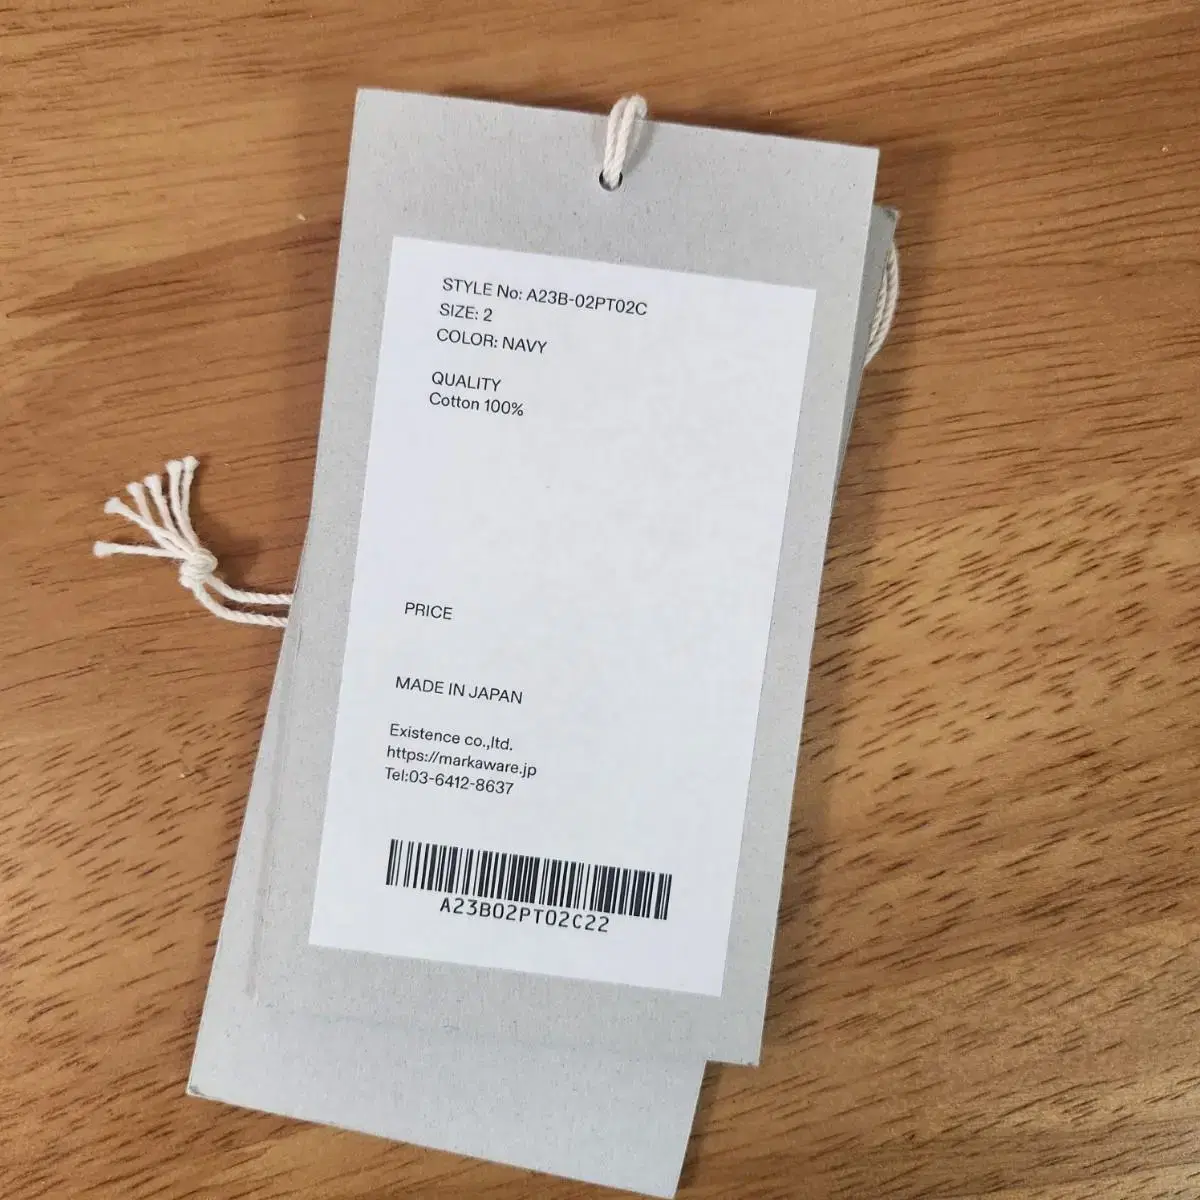 STYLE No: A23B-02PT02C
SIZE: 2
COLOR: NAVY
QUALITY
Cotton 100%
PRICE
MADE IN JAPAN
Existence co.,ltd.
https://markaware.jp
Tel:03-6412-8637
A23B02PT02C22